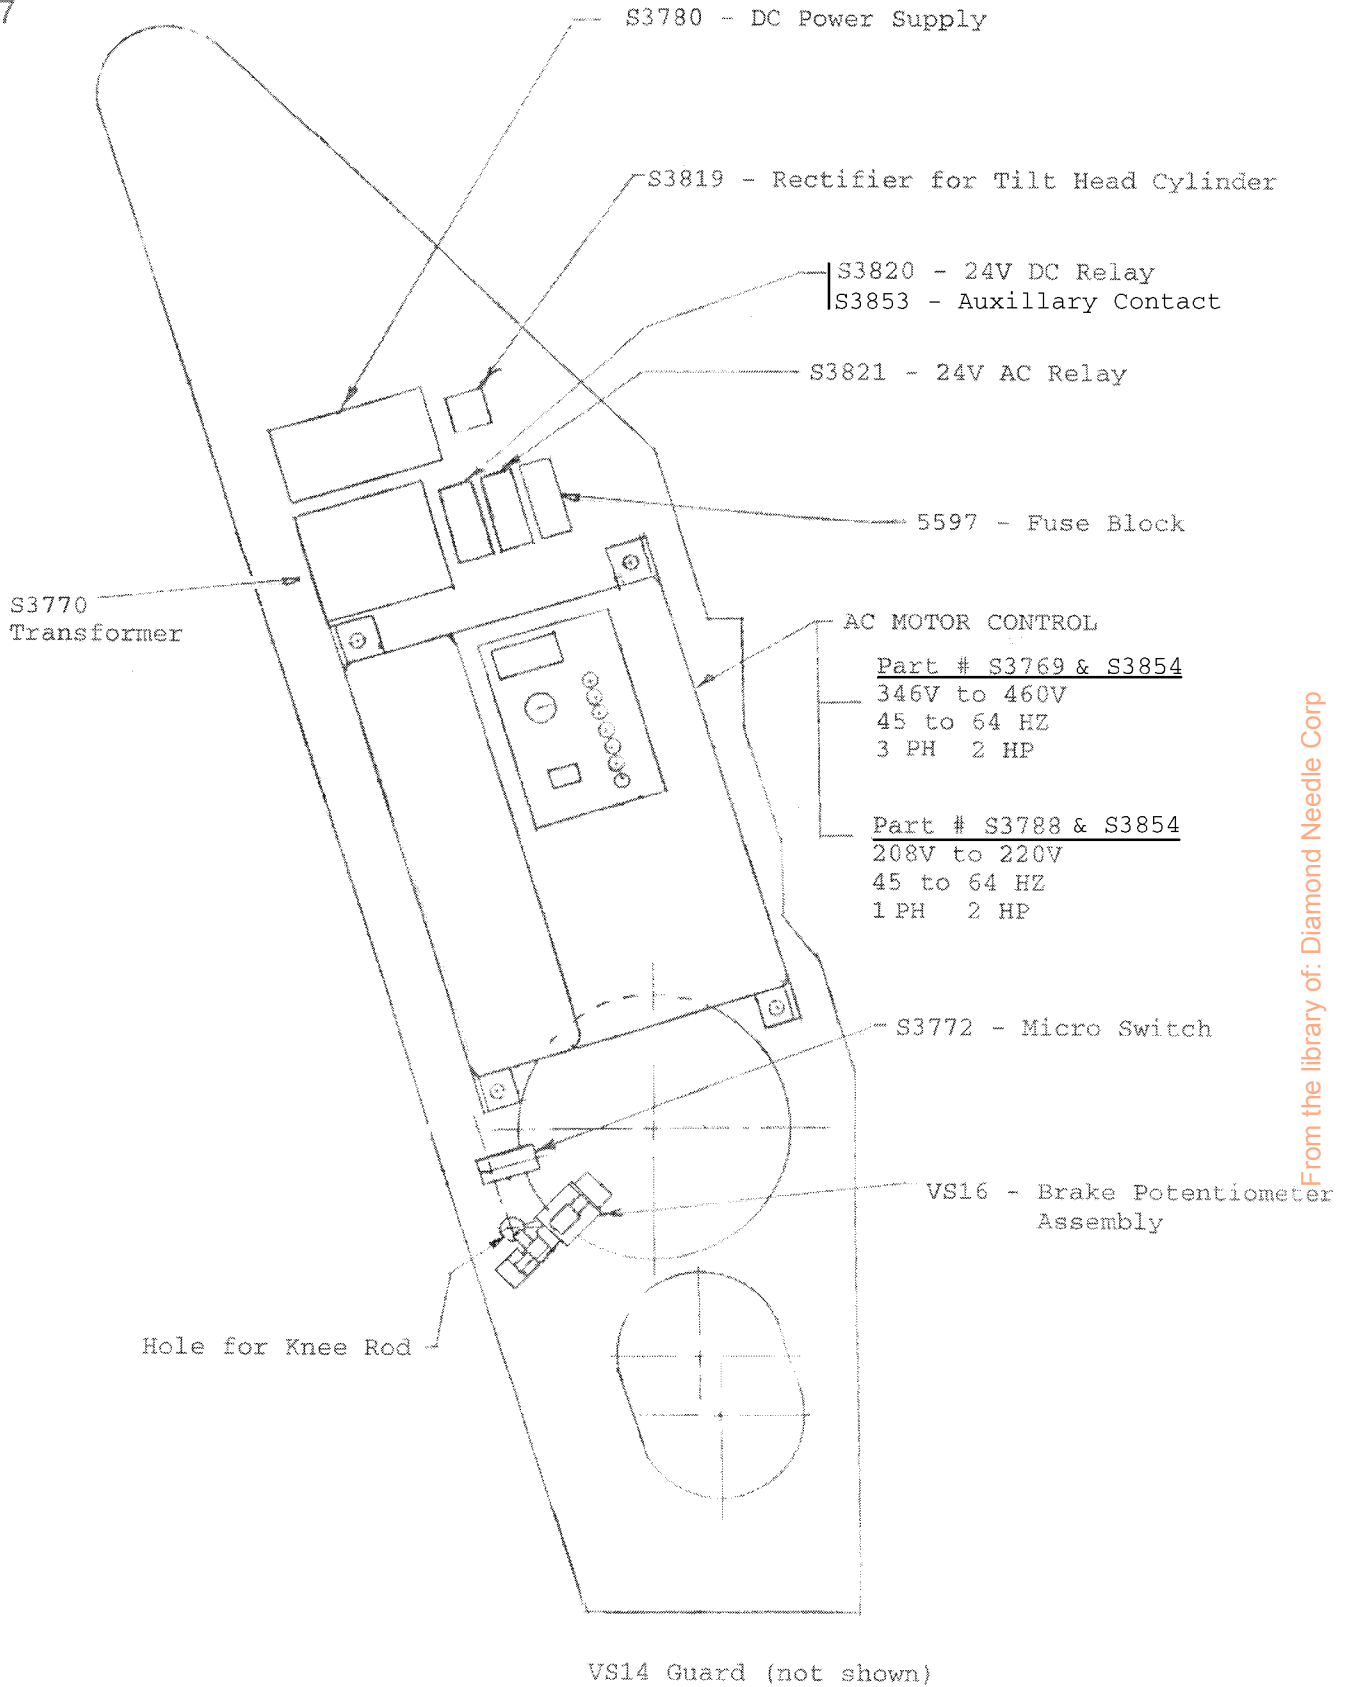 7
S3780 - DC Power Supply
S3819 - Rectifier for Tilt Head Cylinder
S3820 - 24V DC Relay
S3853 - Auxillary Contact
S3821 - 24V AC Relay
5597 - Fuse Block
S3770
Transformer
AC MOTOR CONTROL
Part # S3769 & S3854
346V to 460V
45 to 64 HZ
3 PH 2 HP
Part # S3788 & S3854
208V to 220V
45 to 64 HZ
1 PH 2 HP
S3772 - Micro Switch
VS16 - Brake Potentiometer
Assembly
Hole for Knee Rod
VS14 Guard (not shown)
From the library of: Diamond Needle Corp